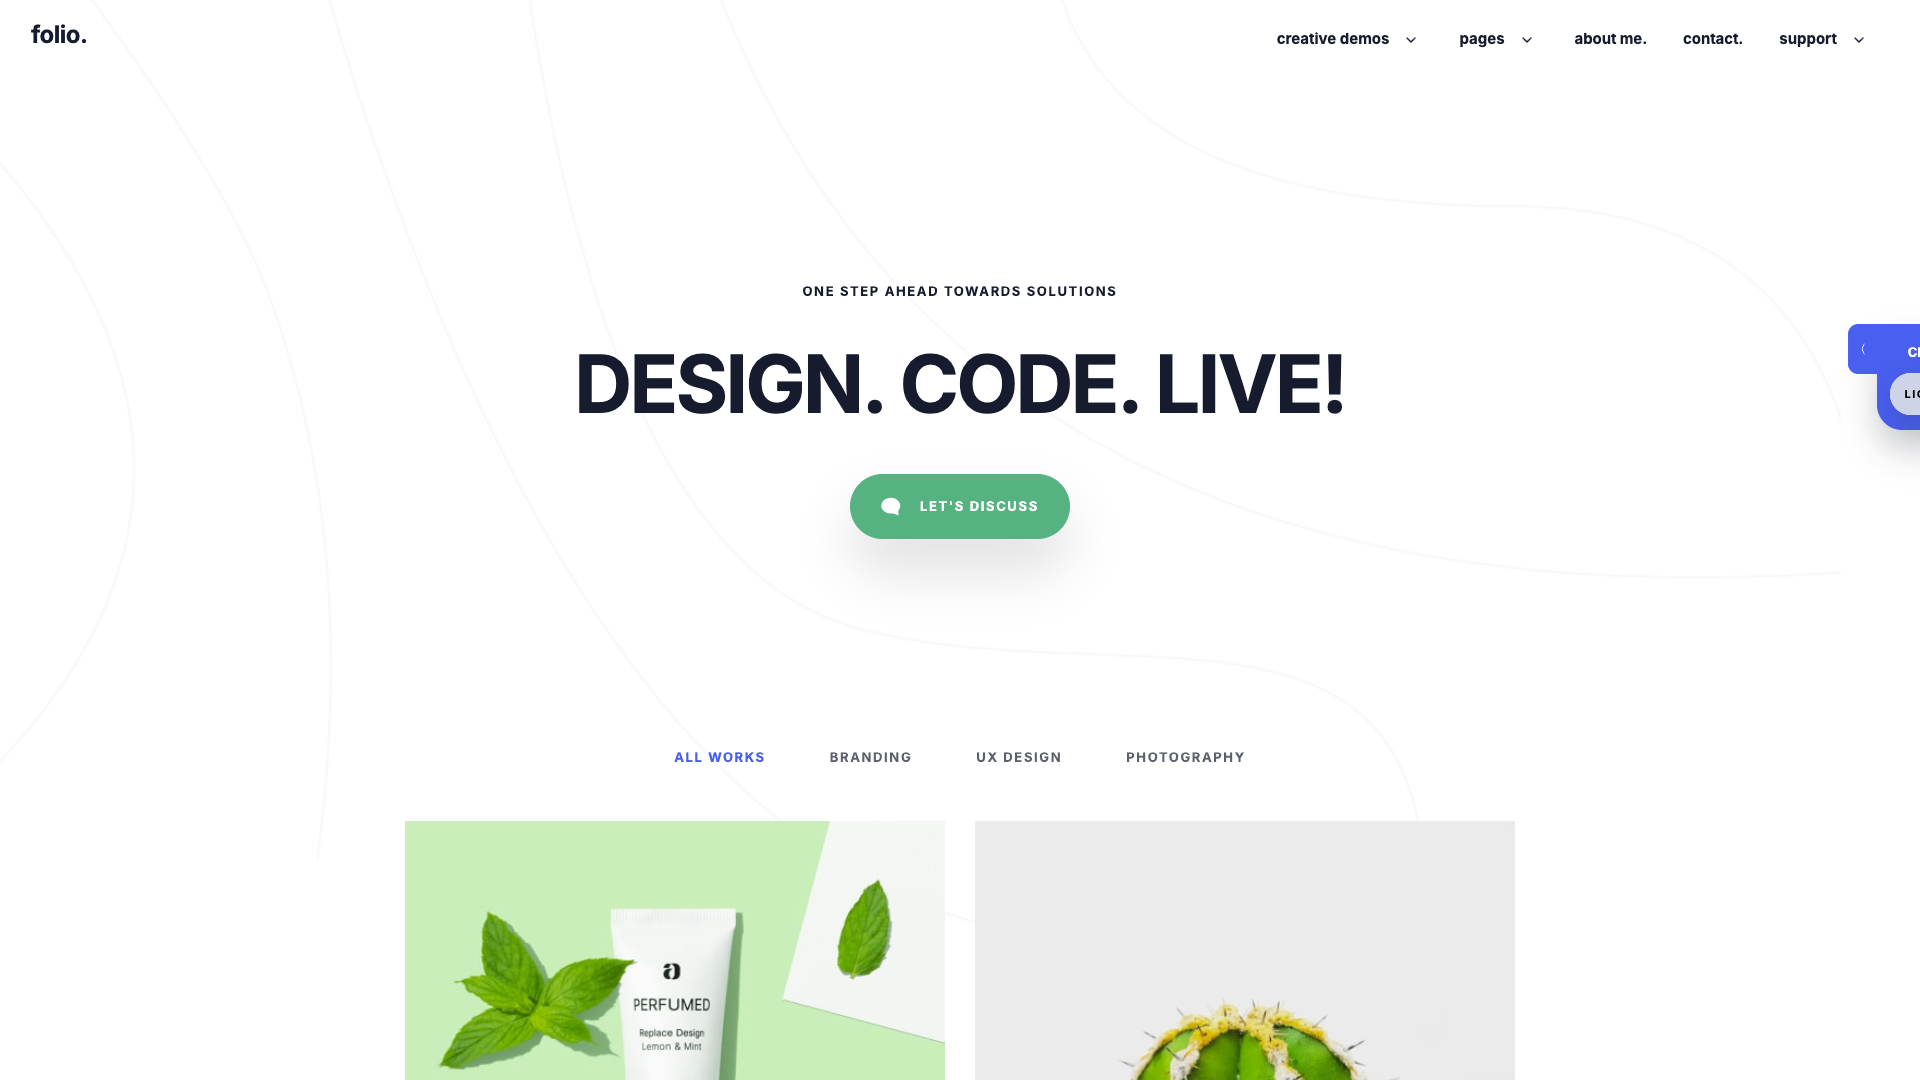 folio.
creative demos
pages
about me.
contact.
support
ONE STEP AHEAD TOWARDS SOLUTIONS
DESIGN. CODE. LIVE!
LET'S DISCUSS
ALL WORKS
BRANDING
UX DESIGN
PHOTOGRAPHY
a
PERFUMED
Replace Design
Lemon & Mint